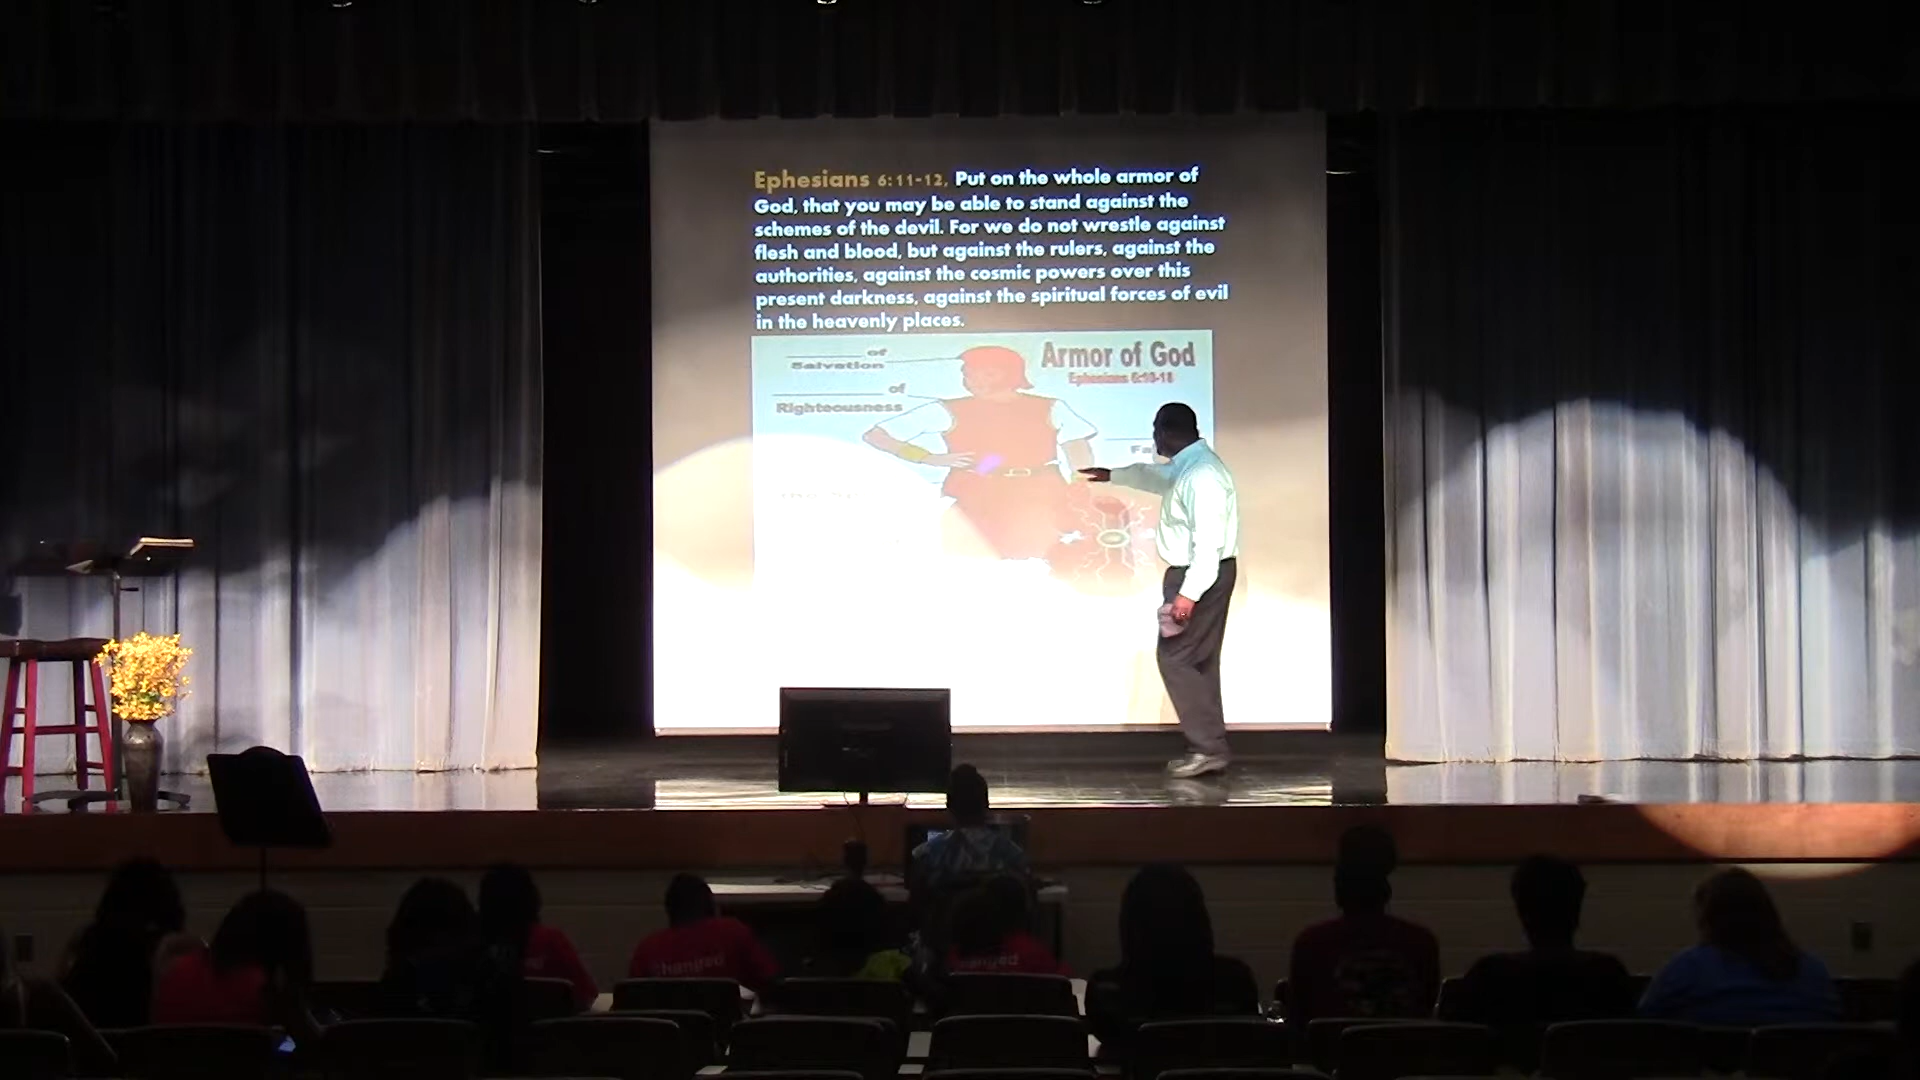 Ephesians 6:11-12, Put on the whole armor of
God, that you may be able to stand against the
schemes of the devil. For we do not wrestle against
flesh and blood, but against the rulers, against the
authorities, against the cosmic powers over this
present darkness, against the spiritual forces of evil
in the heavenly places.
Armor of God
Ephesians 6:10-18
of
Salvation
of
Righteousness
Changed